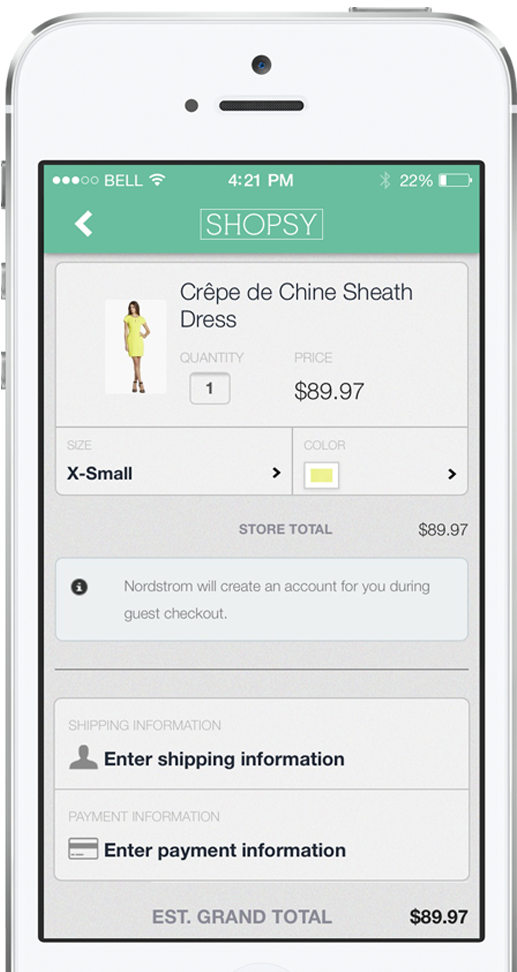 BELL 4:21 PM 22%
SHOPSY
Crêpe de Chine Sheath
Dress
QUANTITY PRICE
1 $89.97
SIZE COLOR
X-Small
STORE TOTAL $89.97
Nordstrom will create an account for you during
guest checkout.
SHIPPING INFORMATION
Enter shipping information
PAYMENT INFORMATION
Enter payment information
EST. GRAND TOTAL $89.97